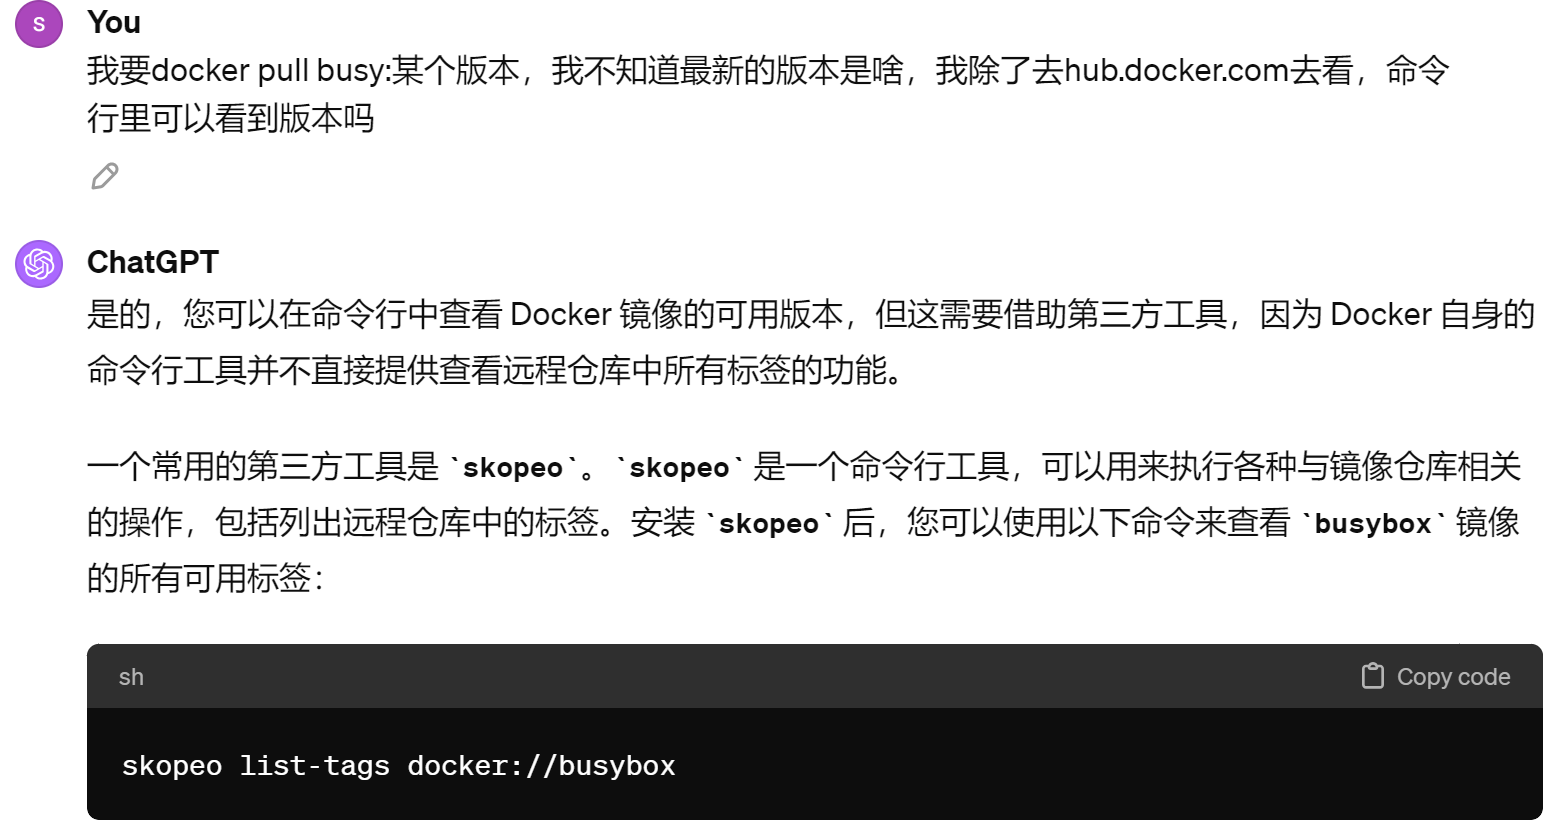 S
You
我要docker pull busy:某个版本，我不知道最新的版本是啥，我除了去hub.docker.com去看，命令
行里可以看到版本吗
ChatGPT
是的，您可以在命令行中查看 Docker 镜像的可用版本，但这需要借助第三方工具，因为 Docker 自身的
命令行工具并不直接提供查看远程仓库中所有标签的功能。
一个常用的第三方工具是 `skopeo`。`skopeo` 是一个命令行工具，可以用来执行各种与镜像仓库相关
的操作，包括列出远程仓库中的标签。安装 `skopeo` 后，您可以使用以下命令来查看 `busybox` 镜像
的所有可用标签：
sh
Copy code
skopeo list-tags docker://busybox